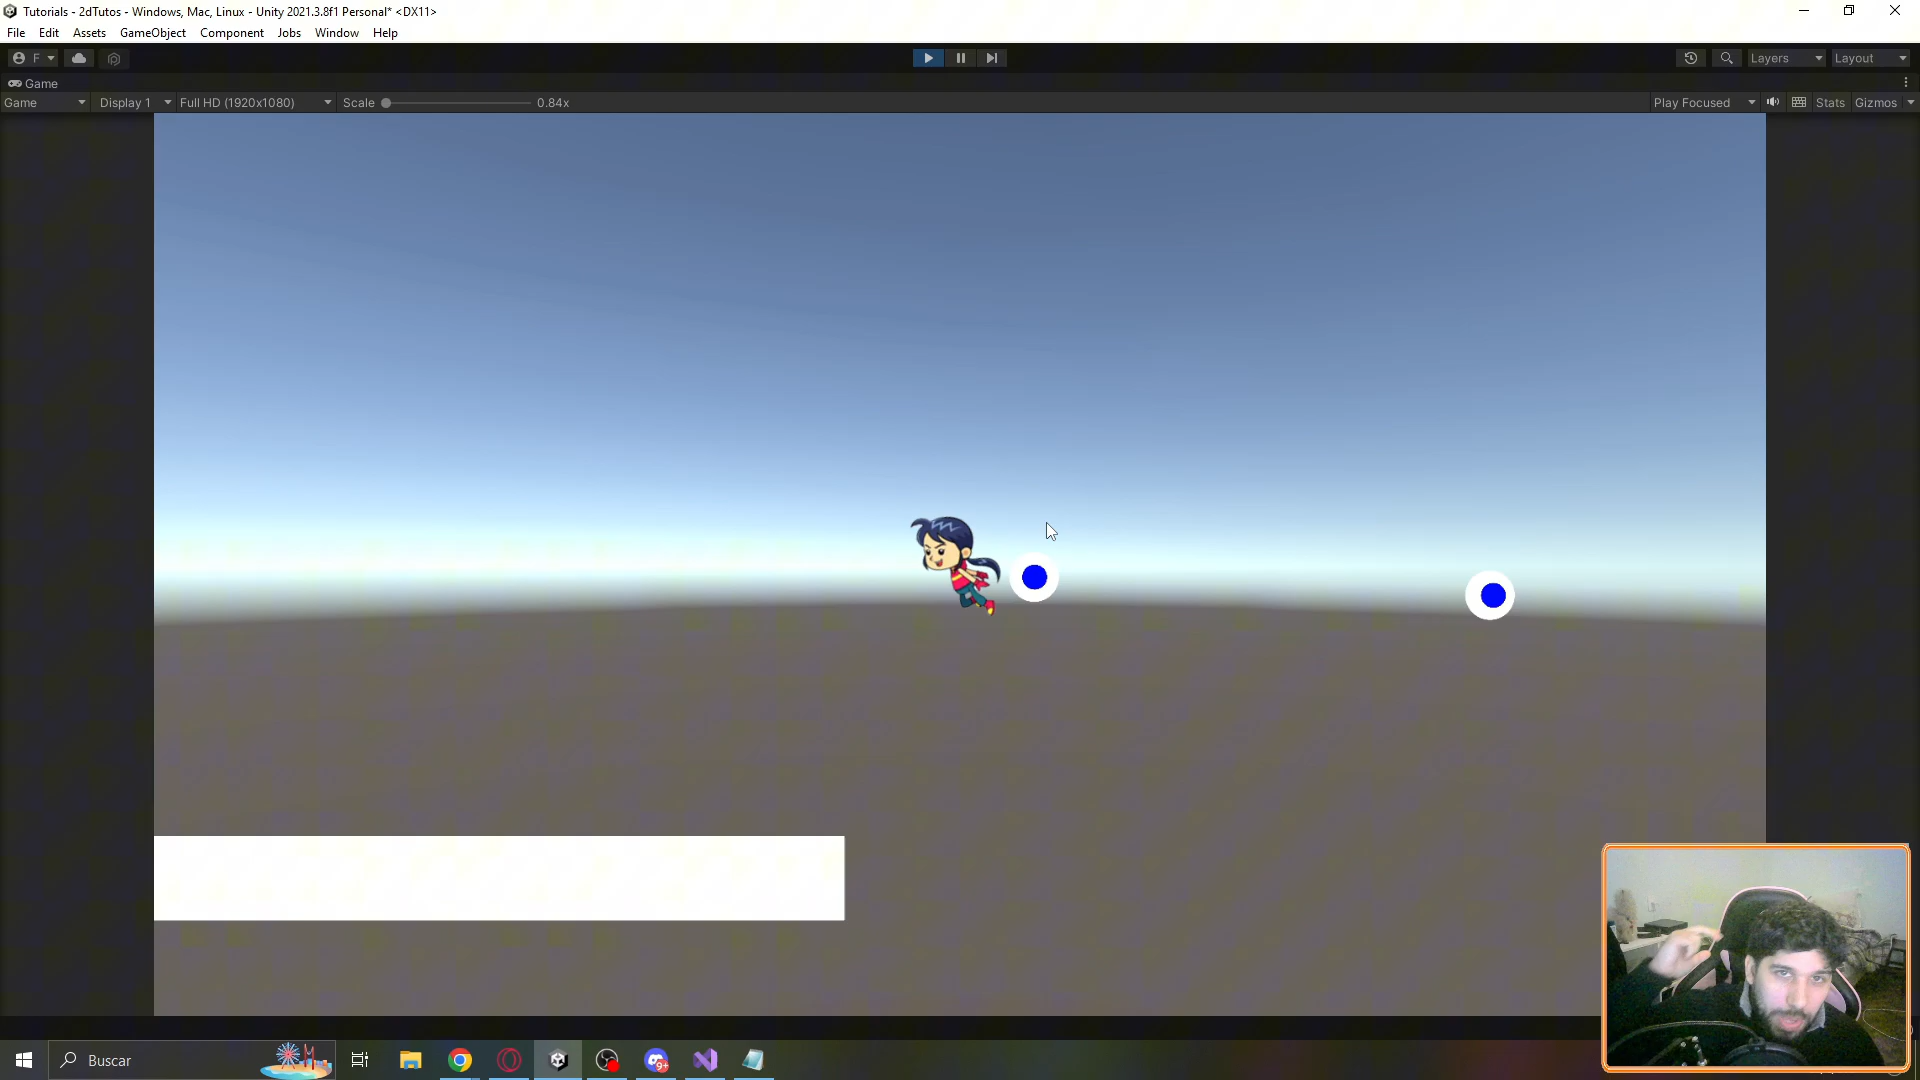 Tutorials - 2dTutos - Windows, Mac, Linux - Unity 2021.3.8f1 Personal* <DX11>
File Edit Assets GameObject Component Jobs Window Help
F Layers Layout
Game
Game Display 1 Full HD (1920x1080) Scale 0.84x Play Focused Stats Gizmos
Buscar 9+